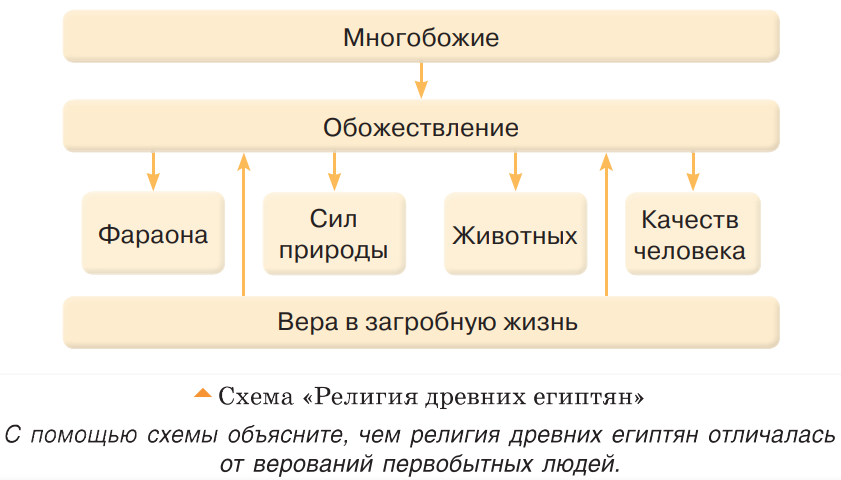 Многобожие
Обожествление
Фараона
Сил
природы
Животных
Качеств
человека
Вера в загробную жизнь
Схема «Религия древних египтян»
С помощью схемы объясните, чем религия древних египтян отличалась
от верований первобытных людей.